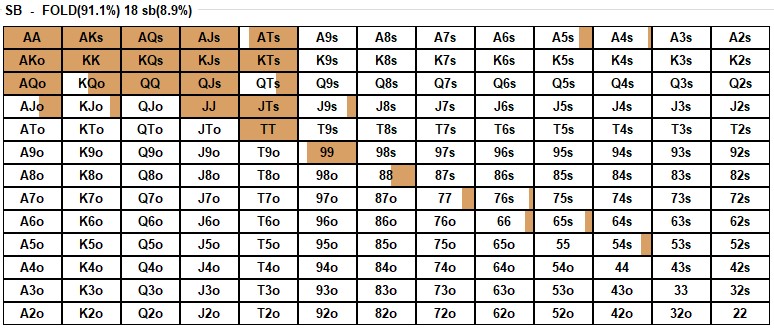 SB - FOLD(91.1%) 18 sb(8.9%)
AA AKs AQs AJs ATs A9s A8s A7s A6s A5s A4s A3s A2s
AKo KK KQs KJs KTs K9s K8s K7s K6s K5s K4s K3s K2s
AQo KQo QQ QJs QTs Q9s Q8s Q7s Q6s Q5s Q4s Q3s Q2s
AJo KJo QJo JJ JTs J9s J8s J7s J6s J5s J4s J3s J2s
ATo KTo QTo JTo TT T9s T8s T7s T6s T5s T4s T3s T2s
A9o K9o Q9o J9o T9o 99 98s 97s 96s 95s 94s 93s 92s
A8o K8o Q8o J8o T8o 98o 88 87s 86s 85s 84s 83s 82s
A7o K7o Q7o J7o T7o 97o 87o 77 76s 75s 74s 73s 72s
A6o K6o Q6o J6o T6o 96o 86o 76o 66 65s 64s 63s 62s
A5o K5o Q5o J5o T5o 95o 85o 75o 65o 55 54s 53s 52s
A4o K4o Q4o J4o T4o 94o 84o 74o 64o 54o 44 43s 42s
A3o K3o Q3o J3o T3o 93o 83o 73o 63o 53o 43o 33 32s
A2o K2o Q2o J2o T2o 92o 82o 72o 62o 52o 42o 32o 22